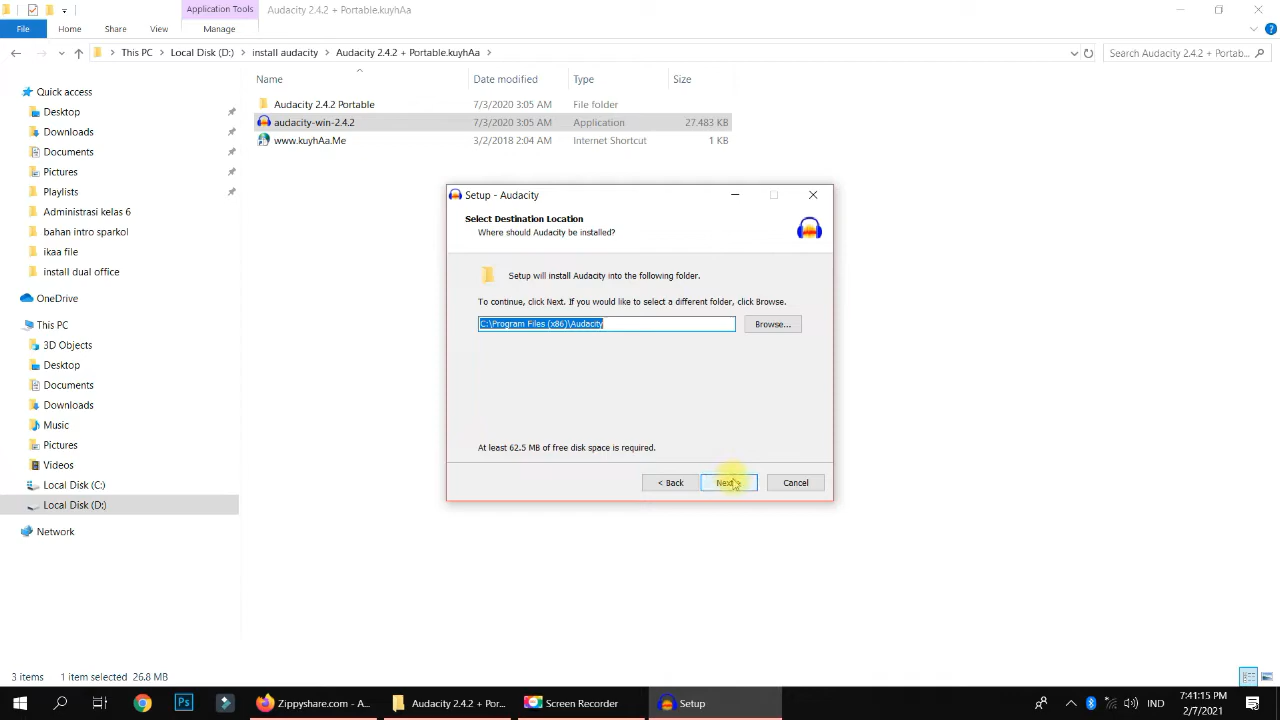 Application Tools
Audacity 2.4.2 + Portable.kuyhAa
File
Home
Share
View
Manage
This PC
Local Disk (D:)
install audacity
Audacity 2.4.2 + Portable.kuyhAa
Search Audacity 2.4.2 + Portab...
Name
Date modified
Type
Size
Quick access
Desktop
Downloads
Documents
Pictures
Playlists
Administrasi kelas 6
bahan intro sparkol
ikaa file
install dual office
OneDrive
This PC
3D Objects
Desktop
Documents
Downloads
Music
Pictures
Videos
Local Disk (C:)
Local Disk (D:)
Network
Audacity 2.4.2 Portable 7/3/2020 3:05 AM File folder
audacity-win-2.4.2 7/3/2020 3:05 AM Application 27.483 KB
www.kuyhAa.Me 3/2/2018 2:04 AM Internet Shortcut 1 KB
Setup - Audacity
Select Destination Location
Where should Audacity be installed?
Setup will install Audacity into the following folder.
To continue, click Next. If you would like to select a different folder, click Browse.
C:\Program Files (x86)\Audacity
Browse...
At least 62.5 MB of free disk space is required.
< Back
Next >
Cancel
3 items
1 item selected 26.8 MB
Ps
Zippyshare.com - A...
Audacity 2.4.2 + Por...
Screen Recorder
Setup
IND
7:41:15 PM
2/7/2021